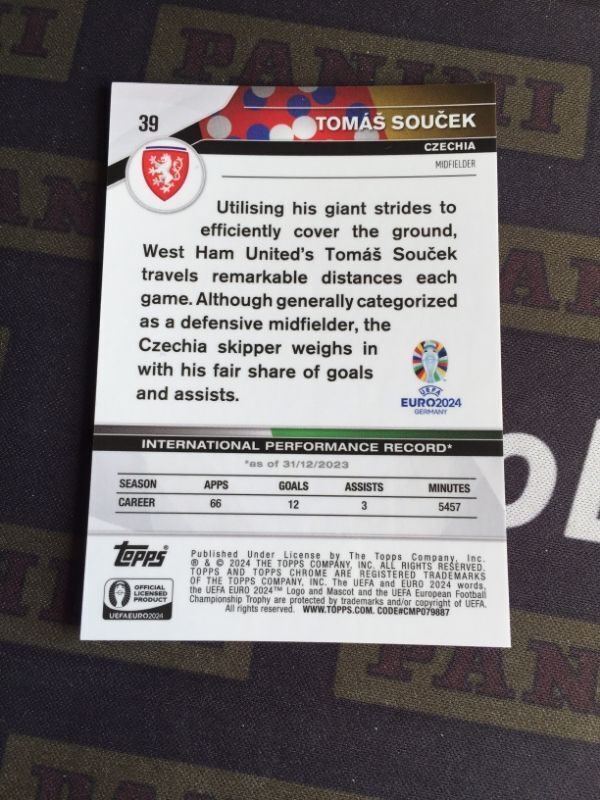 PANINI
PANINI
39
TOMÁŠ SOUČEK
CZECHIA
MIDFIELDER
Utilising his giant strides to
efficiently cover the ground,
West Ham United's Tomáš Souček
travels remarkable distances each
game. Although generally categorized
as a defensive midfielder, the
Czechia skipper weighs in
with his fair share of goals
and assists.
UEFA
EURO2024
GERMANY
INTERNATIONAL PERFORMANCE RECORD*
*as of 31/12/2023
SEASON APPS GOALS ASSISTS MINUTES
CAREER 66 12 3 5457
topps
OFFICIAL
LICENSED
PRODUCT
UEFAEURO2024
Published Under License by The Topps Company, Inc.
® & © 2024 THE TOPPS COMPANY, INC. ALL RIGHTS RESERVED.
TOPPS AND TOPPS CHROME ARE REGISTERED TRADEMARKS
OF THE TOPPS COMPANY, INC. The UEFA and EURO 2024 words,
the UEFA EURO 2024™ Logo and Mascot and the UEFA European Football
Championship Trophy are protected by trademarks and/or copyright of UEFA.
All rights reserved. WWW.TOPPS.COM. CODE#CMP079887
PANINI
PANINI
PANINI